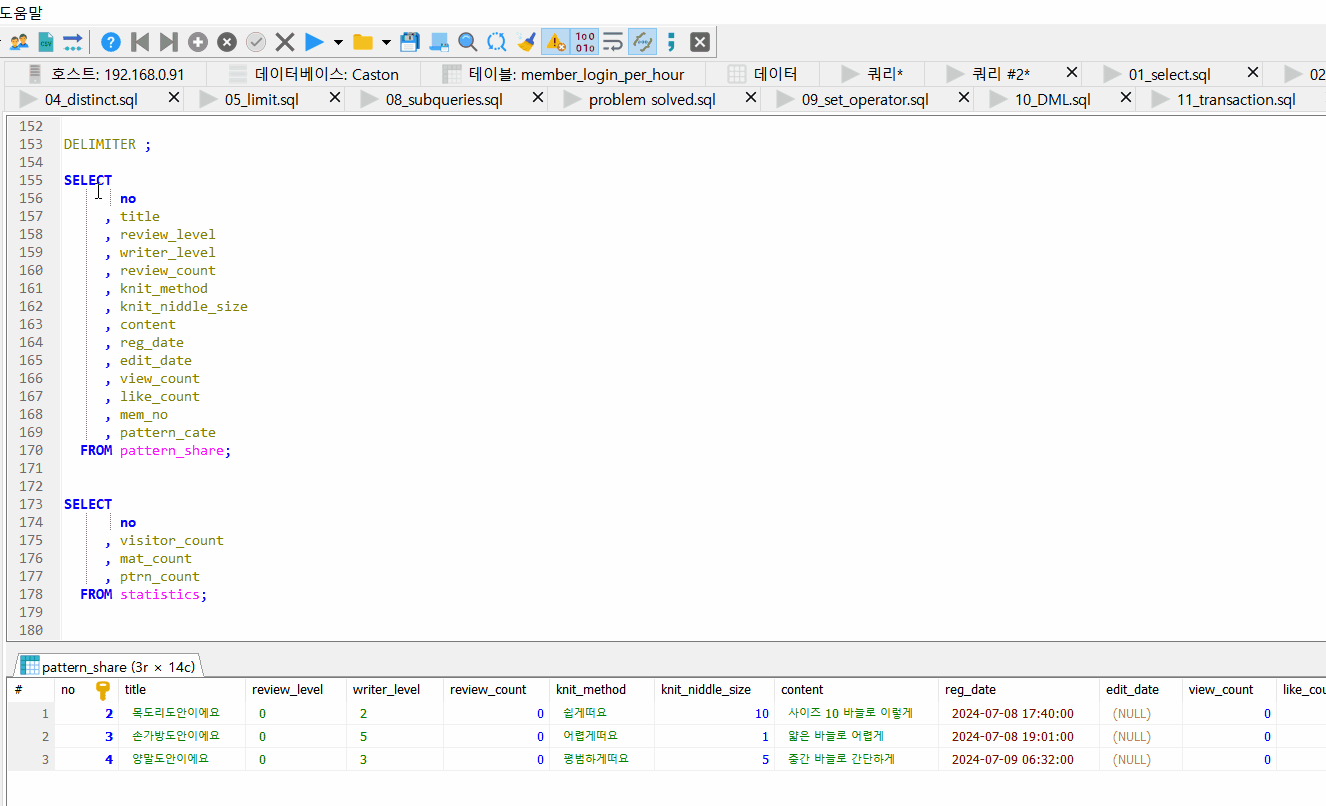 도움말
호스트: 192.168.0.91 데이터베이스: Caston 테이블: member_login_per_hour 데이터 쿼리* 쿼리 #2* 01_select.sql 02
04_distinct.sql 05_limit.sql 08_subqueries.sql problem solved.sql 09_set_operator.sql 10_DML.sql 11_transaction.sql
152
153 DELIMITER ;
154
155 SELECT
156 no
157 , title
158 , review_level
159 , writer_level
160 , review_count
161 , knit_method
162 , knit_niddle_size
163 , content
164 , reg_date
165 , edit_date
166 , view_count
167 , like_count
168 , mem_no
169 , pattern_cate
170 FROM pattern_share;
171
172
173 SELECT
174 no
175 , visitor_count
176 , mat_count
177 , ptrn_count
178 FROM statistics;
179
180
pattern_share (3r × 14c)
# no title review_level writer_level review_count knit_method knit_niddle_size content reg_date edit_date view_count like_cou
1 2 목도리도안이에요 0 2 0 쉽게떠요 10 사이즈 10 바늘로 이렇게 2024-07-08 17:40:00 (NULL) 0
2 3 손가방도안이에요 0 5 0 어렵게떠요 1 얇은 바늘로 어렵게 2024-07-08 19:01:00 (NULL) 0
3 4 양말도안이에요 0 3 0 평범하게떠요 5 중간 바늘로 간단하게 2024-07-09 06:32:00 (NULL) 0